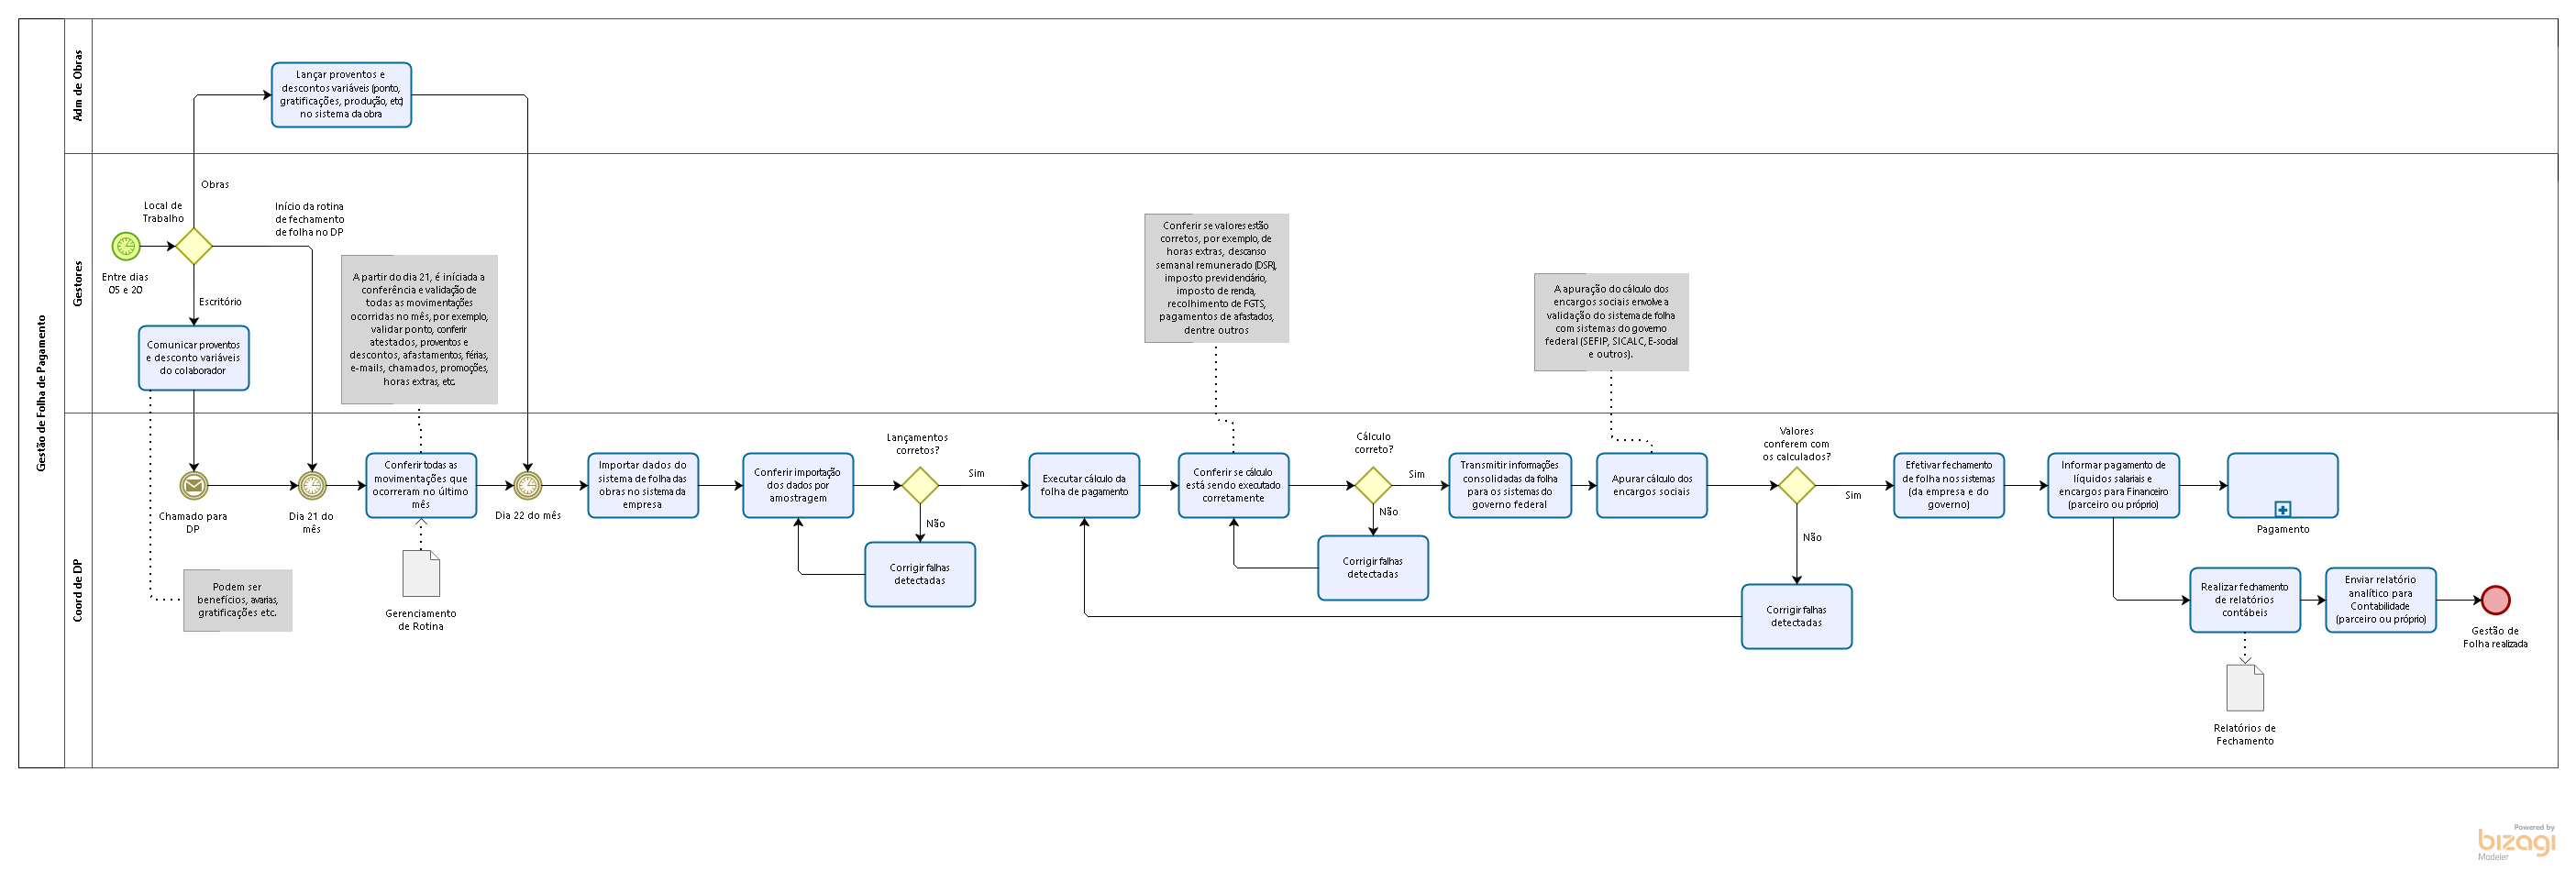 Gestão de Folha de Pagamento
Adm de Obras
Lançar proventos e
descontos variáveis (ponto,
gratificações, produção, etc)
no sistema da obra
Gestores
Entre dias
05 e 20
Local de
Trabalho
Obras
Escritório
Início da rotina
de fechamento
de folha no DP
Comunicar proventos
e desconto variáveis
do colaborador
A partir do dia 21, é iníciada a
conferência e validação de
todas as movimentações
ocorridas no mês, por exemplo,
validar ponto, conferir
atestados, proventos e
descontos, afastamentos, férias,
e-mails, chamados, promoções,
horas extras, etc.
Conferir se valores estão
corretos, por exemplo, de
horas extras, descanso
semanal remunerado (DSR),
imposto previdenciário,
imposto de renda,
recolhimento de FGTS,
pagamentos de afastados,
dentre outros
A apuração do cálculo dos
encargos sociais envolve a
validação do sistema de folha
com sistemas do governo
federal (SEFIP, SICALC, E-social
e outros).
Coord de DP
Chamado para
DP
Dia 21 do
mês
Conferir todas as
movimentações que
ocorreram no último
mês
Gerenciamento
de Rotina
Podem ser
benefícios, avarias,
gratificações etc.
Dia 22 do mês
Importar dados do
sistema de folha das
obras no sistema da
empresa
Conferir importação
dos dados por
amostragem
Lançamentos
corretos?
Sim
Não
Corrigir falhas
detectadas
Executar cálculo da
folha de pagamento
Conferir se cálculo
está sendo executado
corretamente
Cálculo
correto?
Sim
Não
Corrigir falhas
detectadas
Transmitir informações
consolidadas da folha
para os sistemas do
governo federal
Apurar cálculo dos
encargos sociais
Valores
conferem com
os calculados?
Sim
Não
Corrigir falhas
detectadas
Efetivar fechamento
de folha nos sistemas
(da empresa e do
governo)
Informar pagamento de
líquidos salariais e
encargos para Financeiro
(parceiro ou próprio)
Pagamento
Realizar fechamento
de relatórios
contábeis
Relatórios de
Fechamento
Enviar relatório
analítico para
Contabilidade
(parceiro ou próprio)
Gestão de
Folha realizada
Powered by
bizagi
Modeler